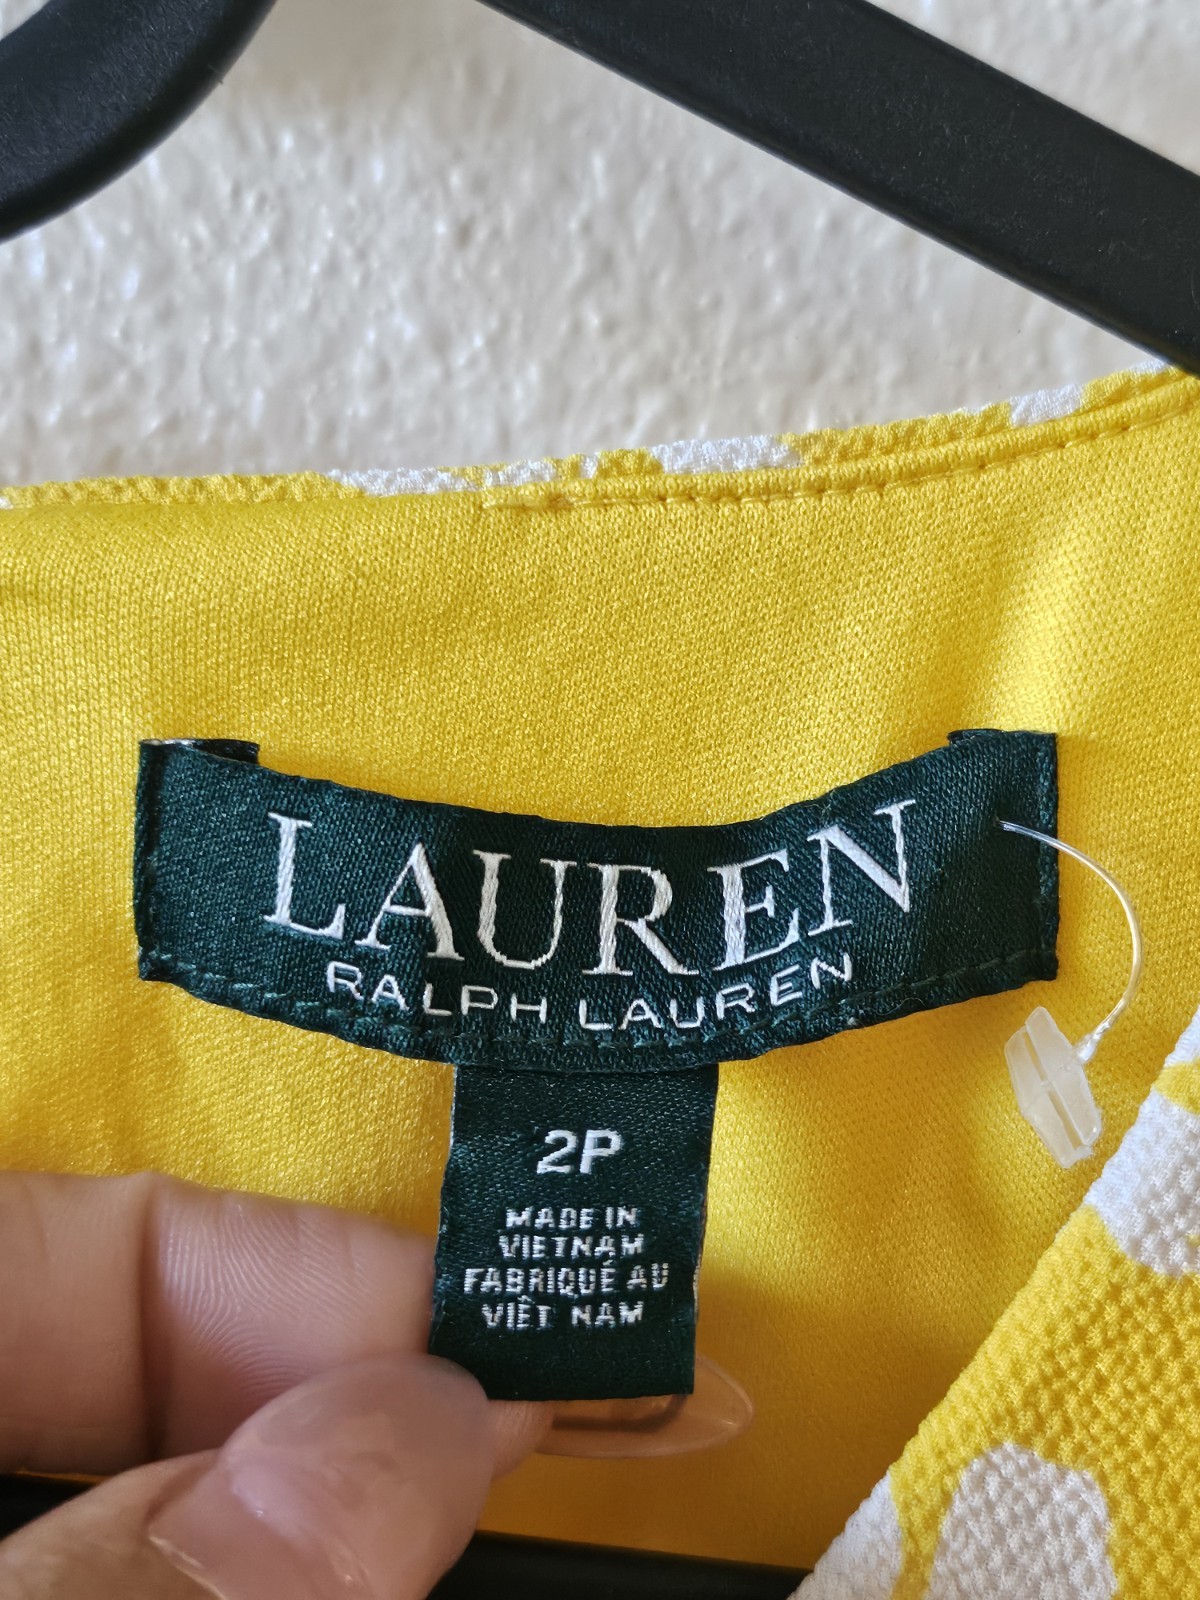 LAUREN
RALPH LAUREN
2P
MADE IN
VIETNAM
FABRIQUÉ AU
VIÊT NAM